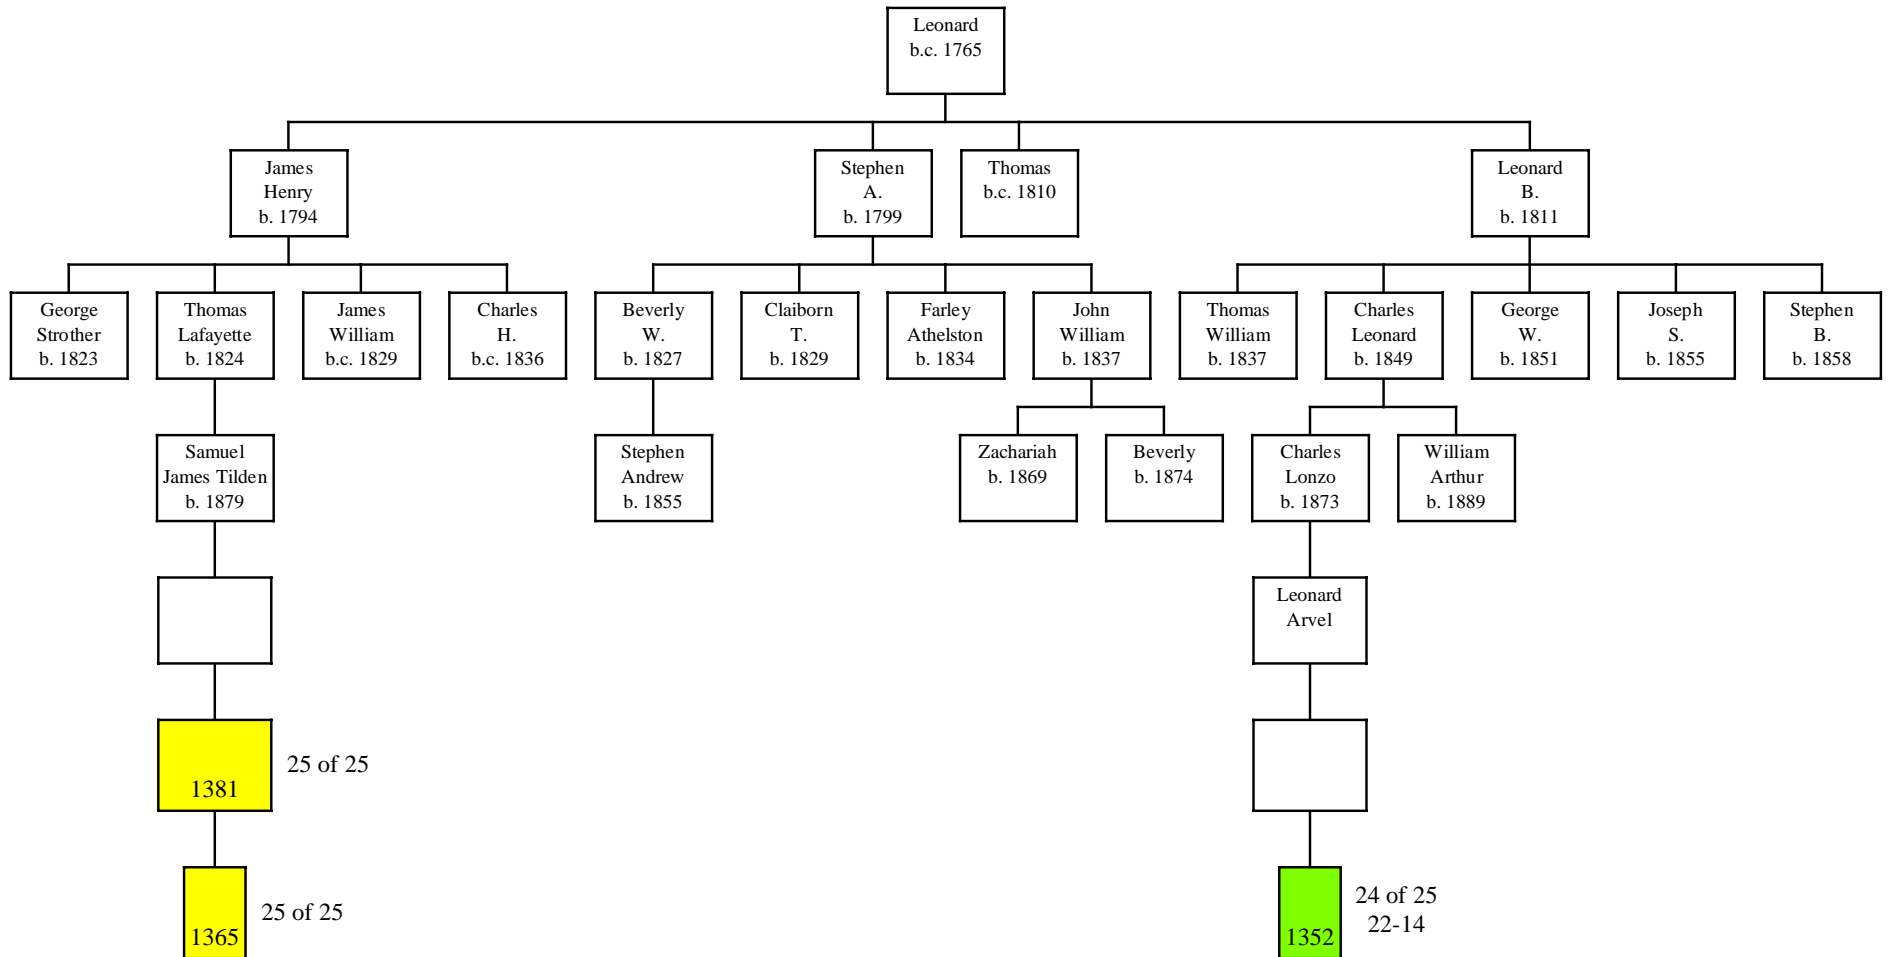 Leonard
b.c. 1765
James
Henry
b. 1794
Stephen
A.
b. 1799
Thomas
b.c. 1810
Leonard
B.
b. 1811
George
Strother
b. 1823
Thomas
Lafayette
b. 1824
James
William
b.c. 1829
Charles
H.
b.c. 1836
Beverly
W.
b. 1827
Claiborn
T.
b. 1829
Farley
Athelston
b. 1834
John
William
b. 1837
Thomas
William
b. 1837
Charles
Leonard
b. 1849
George
W.
b. 1851
Joseph
S.
b. 1855
Stephen
B.
b. 1858
Samuel
James Tilden
b. 1879
Stephen
Andrew
b. 1855
Zachariah
b. 1869
Beverly
b. 1874
Charles
Lonzo
b. 1873
William
Arthur
b. 1889
Leonard
Arvel
1381
25 of 25
1365
25 of 25
1352
24 of 25
22-14